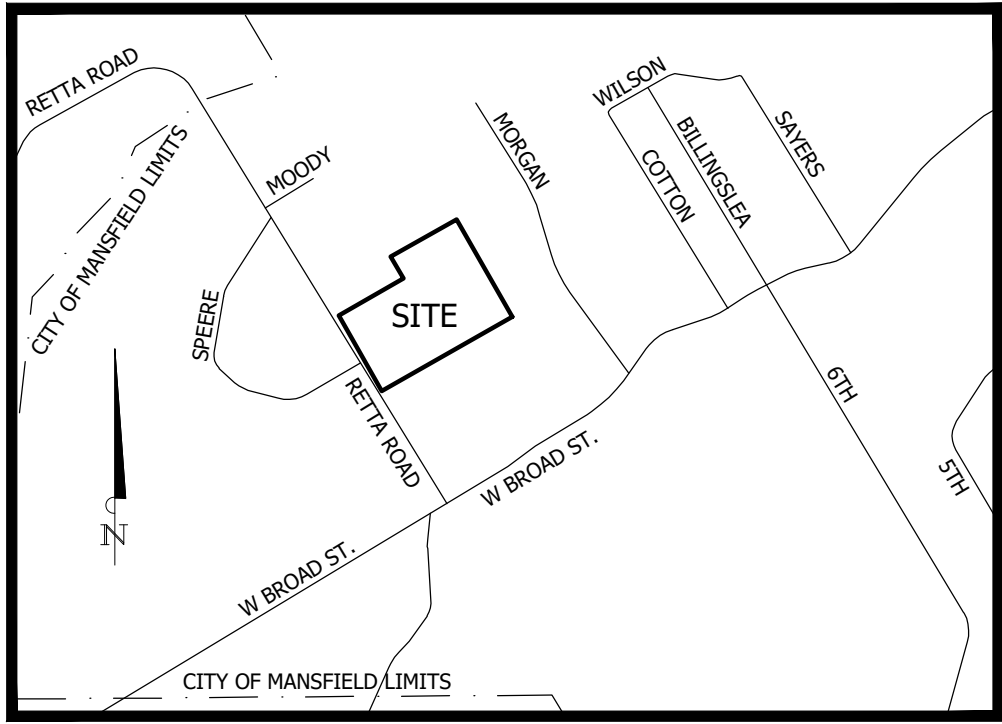 RETTA ROAD
WILSON
MORGAN
BILLINGSLEA
SAYERS
CITY OF MANSFIELD LIMITS
MOODY
COTTON
SPEERE
SITE
RETTA ROAD
6TH
W BROAD ST.
5TH
N
W BROAD ST.
CITY OF MANSFIELD LIMITS